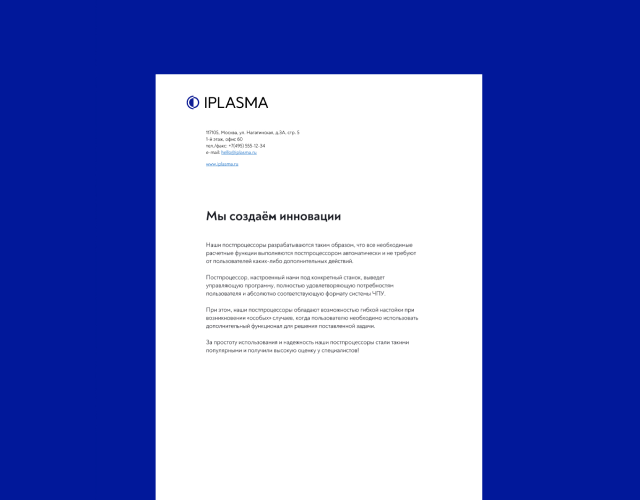 IPLASMA
117105, Москва, ул. Нагатинская, д.3А, стр. 5
1-й этаж, офис 60
тел./факс: +7(495) 555-12-34
e-mail: hello@iplasma.ru
www.iplasma.ru
Мы создаём инновации
Наши постпроцессоры разрабатываются таким образом, что все необходимые
расчетные функции выполняются постпроцессором автоматически и не требуют
от пользователей каких-либо дополнительных действий.
Постпроцессор, настроенный нами под конкретный станок, выведет
управляющую программу, полностью удовлетворяющую потребностям
пользователя и абсолютно соответствующую формату системы ЧПУ.
При этом, наши постпроцессоры обладают возможностью гибкой настойки при
возникновении «особых» случаев, когда пользователю необходимо использовать
дополнительный функционал для решения поставленной задачи.
За простоту использования и надежность наши постпроцессоры стали такими
популярными и получили высокую оценку у специалистов!